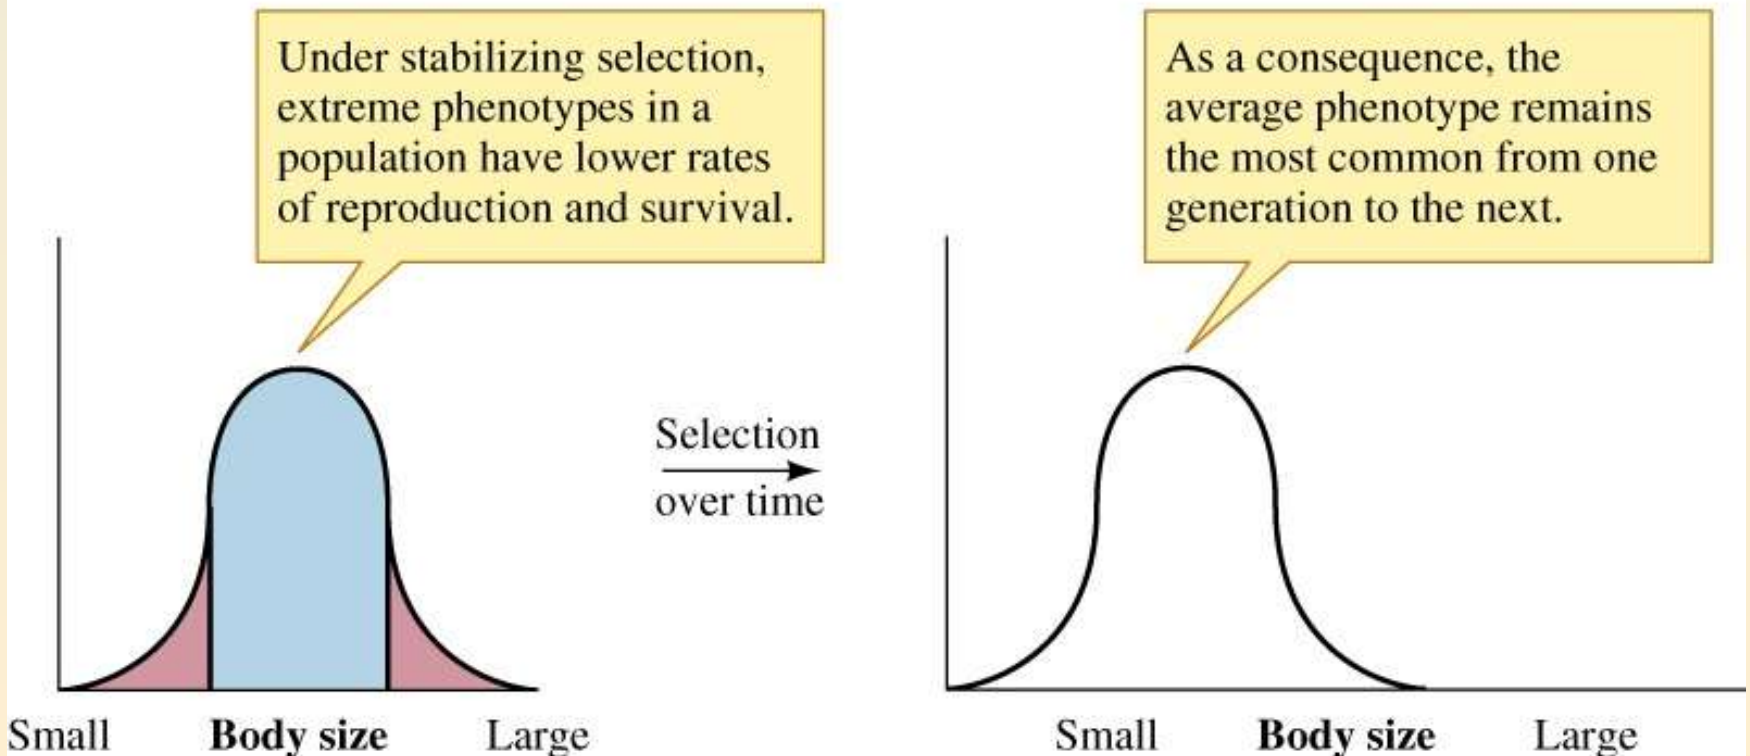 Under stabilizing selection,
extreme phenotypes in a
population have lower rates
of reproduction and survival.
As a consequence, the
average phenotype remains
the most common from one
generation to the next.
Selection
over time
Small Body size Large
Small Body size Large